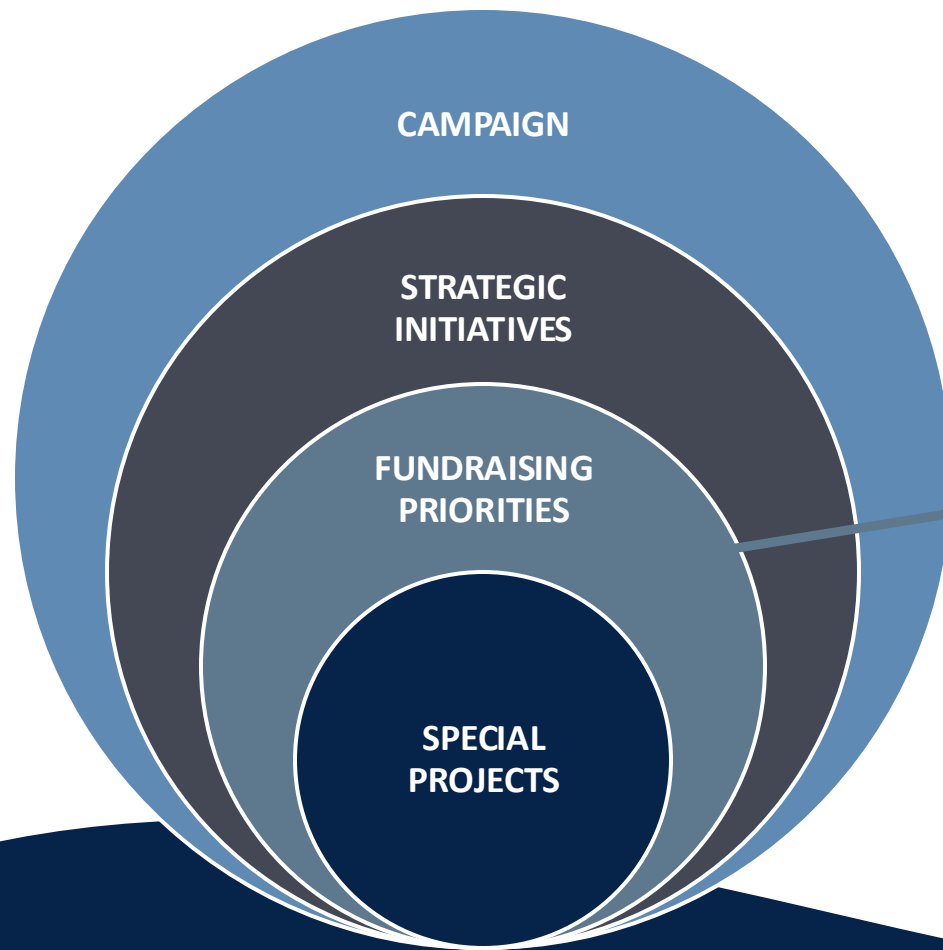 CAMPAIGN
STRATEGIC
INITIATIVES
FUNDRAISING
PRIORITIES
SPECIAL
PROJECTS